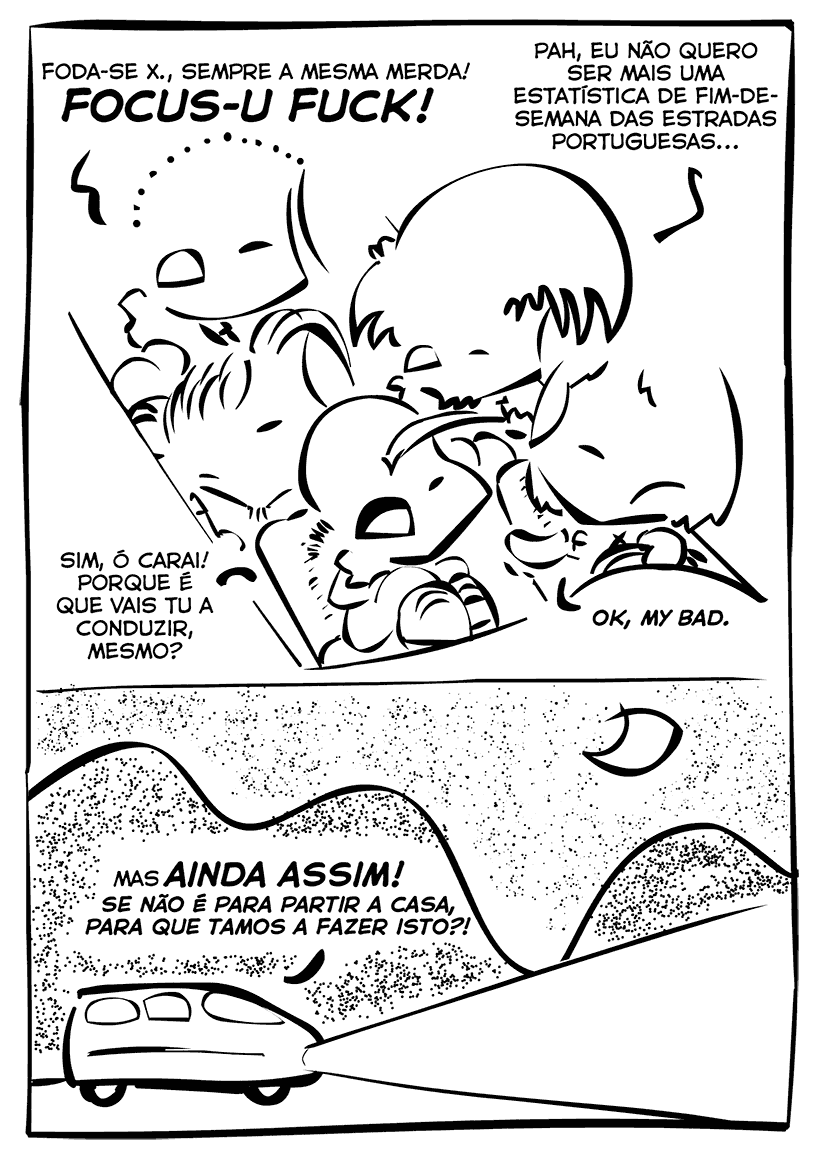 FODA-SE X., SEMPRE A MESMA MERDA!
FOCUS-U FUCK!
PAH, EU NÃO QUERO
SER MAIS UMA
ESTATÍSTICA DE FIM-DE-
SEMANA DAS ESTRADAS
PORTUGUESAS...
SIM, Ó CARAI!
PORQUE É
QUE VAIS TU A
CONDUZIR,
MESMO?
OK, MY BAD.
MAS AINDA ASSIM!
SE NÃO É PARA PARTIR A CASA,
PARA QUE TAMOS A FAZER ISTO?!